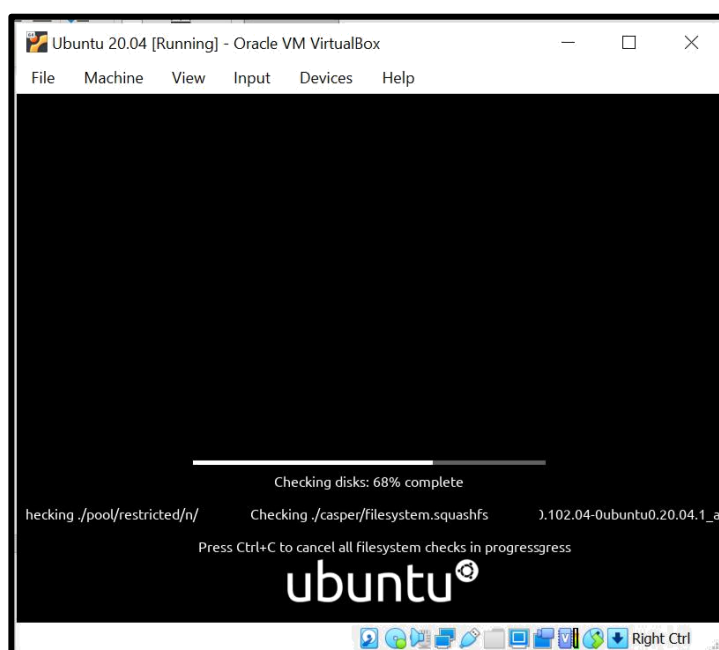 Ubuntu 20.04 [Running] - Oracle VM VirtualBox
File Machine View Input Devices Help
Checking disks: 68% complete
hecking ./pool/restricted/n/ Checking ./casper/filesystem.squashfs 0.102.04-0ubuntu0.20.04.1_a
Press Ctrl+C to cancel all filesystem checks in progressgress
ubuntu
Right Ctrl